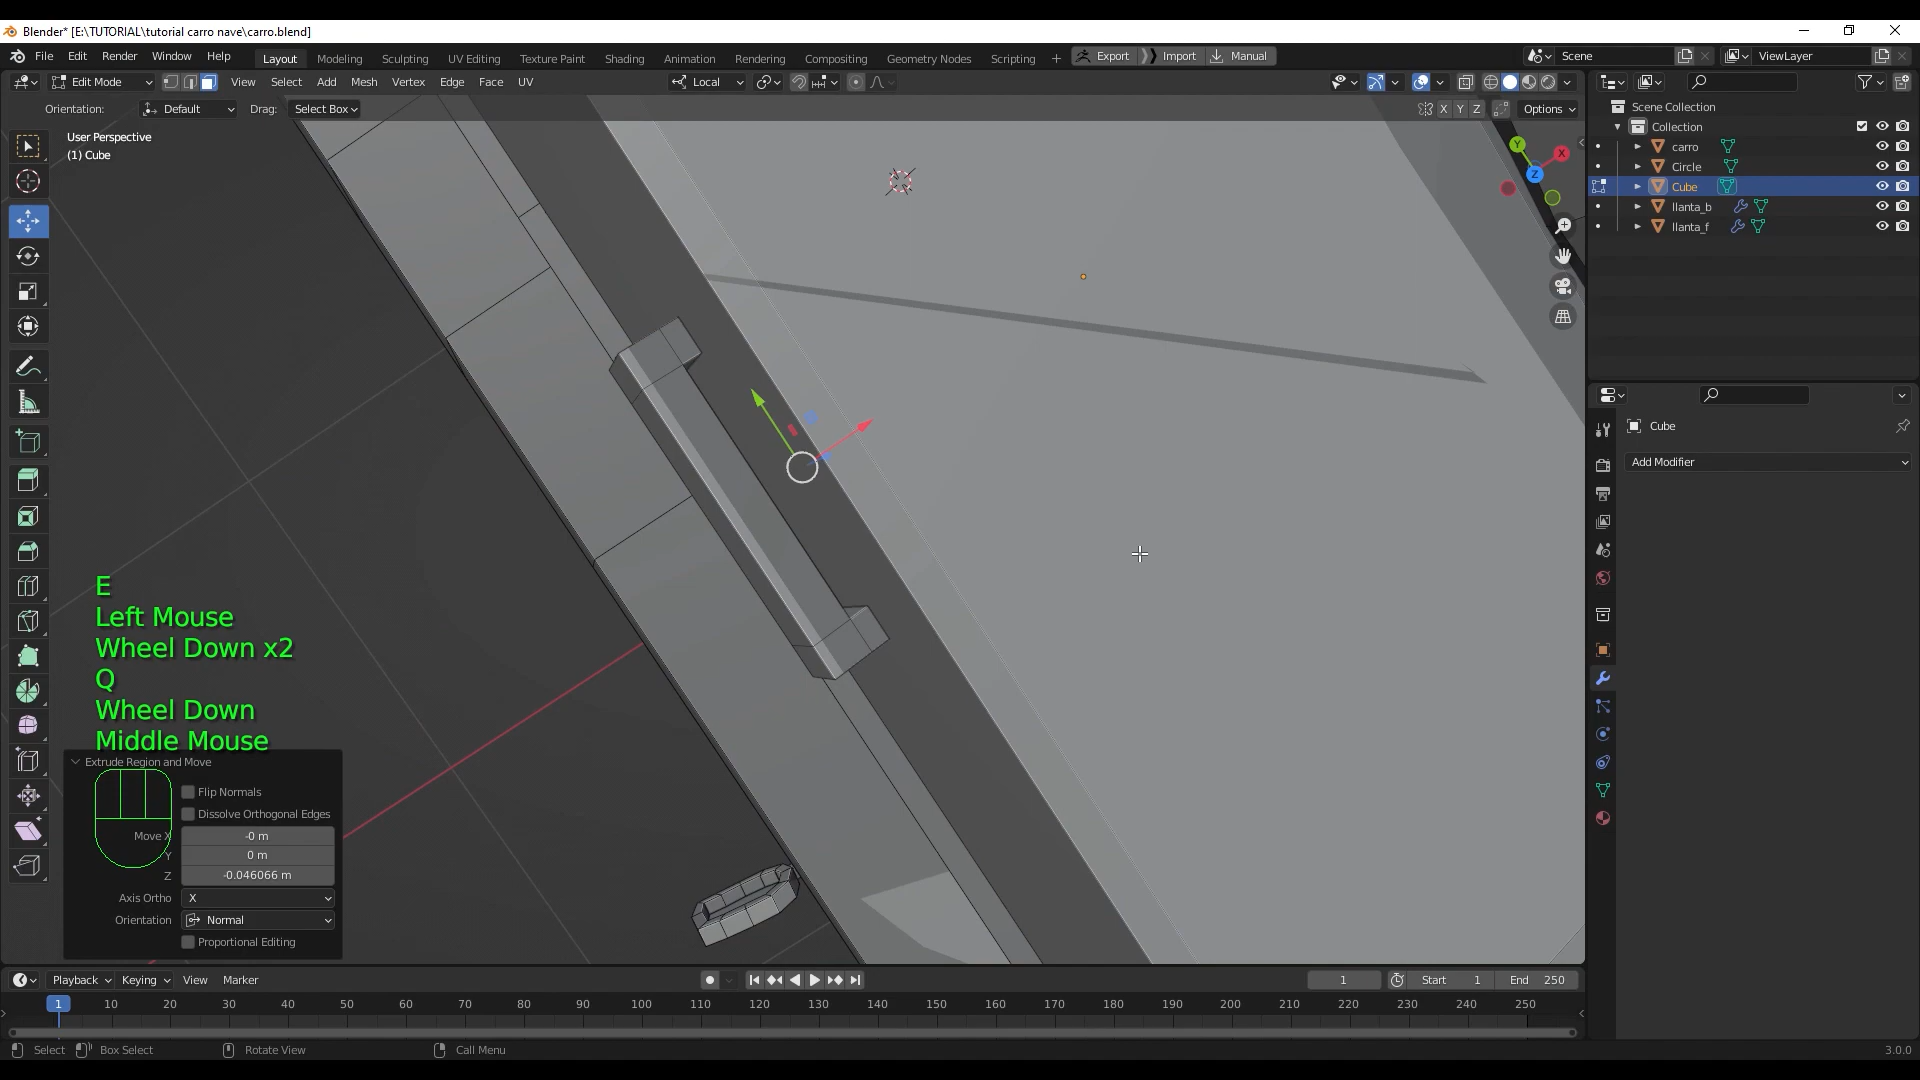 Blender* [E:\TUTORIAL\tutorial carro nave\carro.blend]
File Edit Render Window Help Layout Modeling Sculpting UV Editing Texture Paint Shading Animation Rendering Compositing Geometry Nodes Scripting + Export Import Manual Scene ViewLayer
Edit Mode View Select Add Mesh Vertex Edge Face UV Local
Orientation: Default Drag: Select Box X Y Z Options
User Perspective
(1) Cube
Y X
Z
Scene Collection
Collection
carro
Circle
Cube
llanta_b
llanta_f
Cube
Add Modifier
E
Left Mouse
Wheel Down x2
Q
Wheel Down
Middle Mouse
Extrude Region and Move
Flip Normals
Dissolve Orthogonal Edges
Move X -0 m
Y 0 m
Z -0.046066 m
Axis Ortho X
Orientation Normal
Proportional Editing
Playback Keying View Marker 1 Start 1 End 250
1 10 20 30 40 50 60 70 80 90 100 110 120 130 140 150 160 170 180 190 200 210 220 230 240 250
Select Box Select Rotate View Call Menu 3.0.0